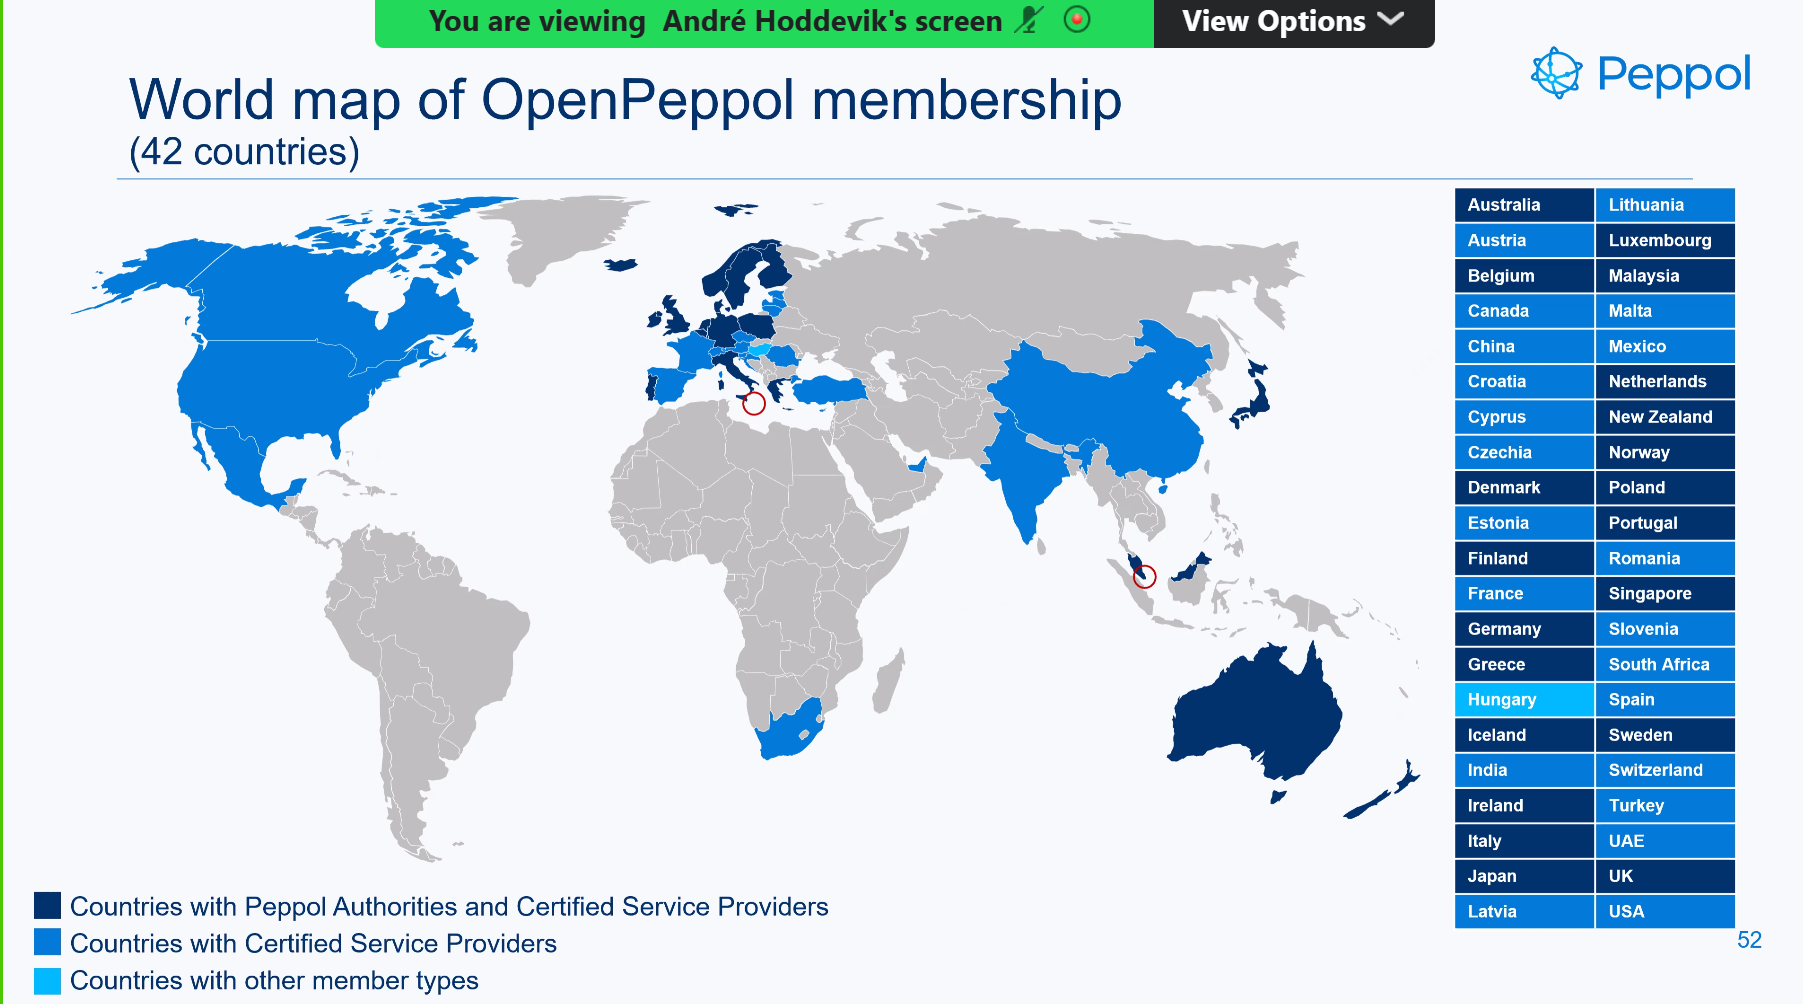 You are viewing André Hoddevik's screen
View Options
Peppol
World map of OpenPeppol membership
(42 countries)
Australia Lithuania
Austria Luxembourg
Belgium Malaysia
Canada Malta
China Mexico
Croatia Netherlands
Cyprus New Zealand
Czechia Norway
Denmark Poland
Estonia Portugal
Finland Romania
France Singapore
Germany Slovenia
Greece South Africa
Hungary Spain
Iceland Sweden
India Switzerland
Ireland Turkey
Italy UAE
Japan UK
Latvia USA
Countries with Peppol Authorities and Certified Service Providers
Countries with Certified Service Providers
Countries with other member types
52